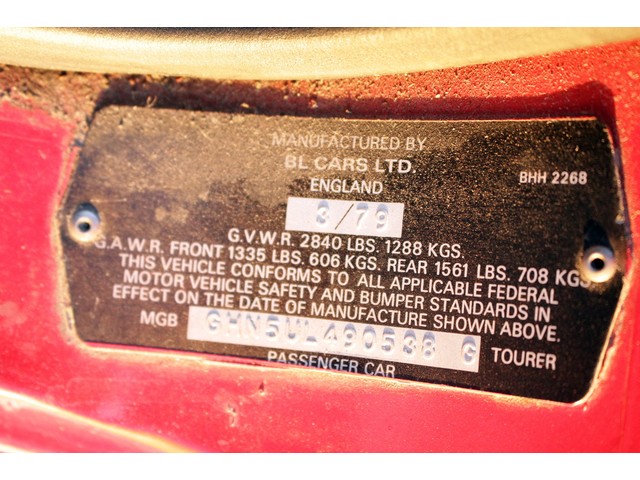 MANUFACTURED BY
BL CARS LTD.
ENGLAND
BHH 2268
3/79
G.V.W.R. 2840 LBS. 1288 KGS.
G.A.W.R. FRONT 1335 LBS. 606 KGS. REAR 1561 LBS. 708 KGS
THIS VEHICLE CONFORMS TO ALL APPLICABLE FEDERAL
MOTOR VEHICLE SAFETY AND BUMPER STANDARDS IN
EFFECT ON THE DATE OF MANUFACTURE SHOWN ABOVE.
MGB GHN5UL490538 G TOURER
PASSENGER CAR